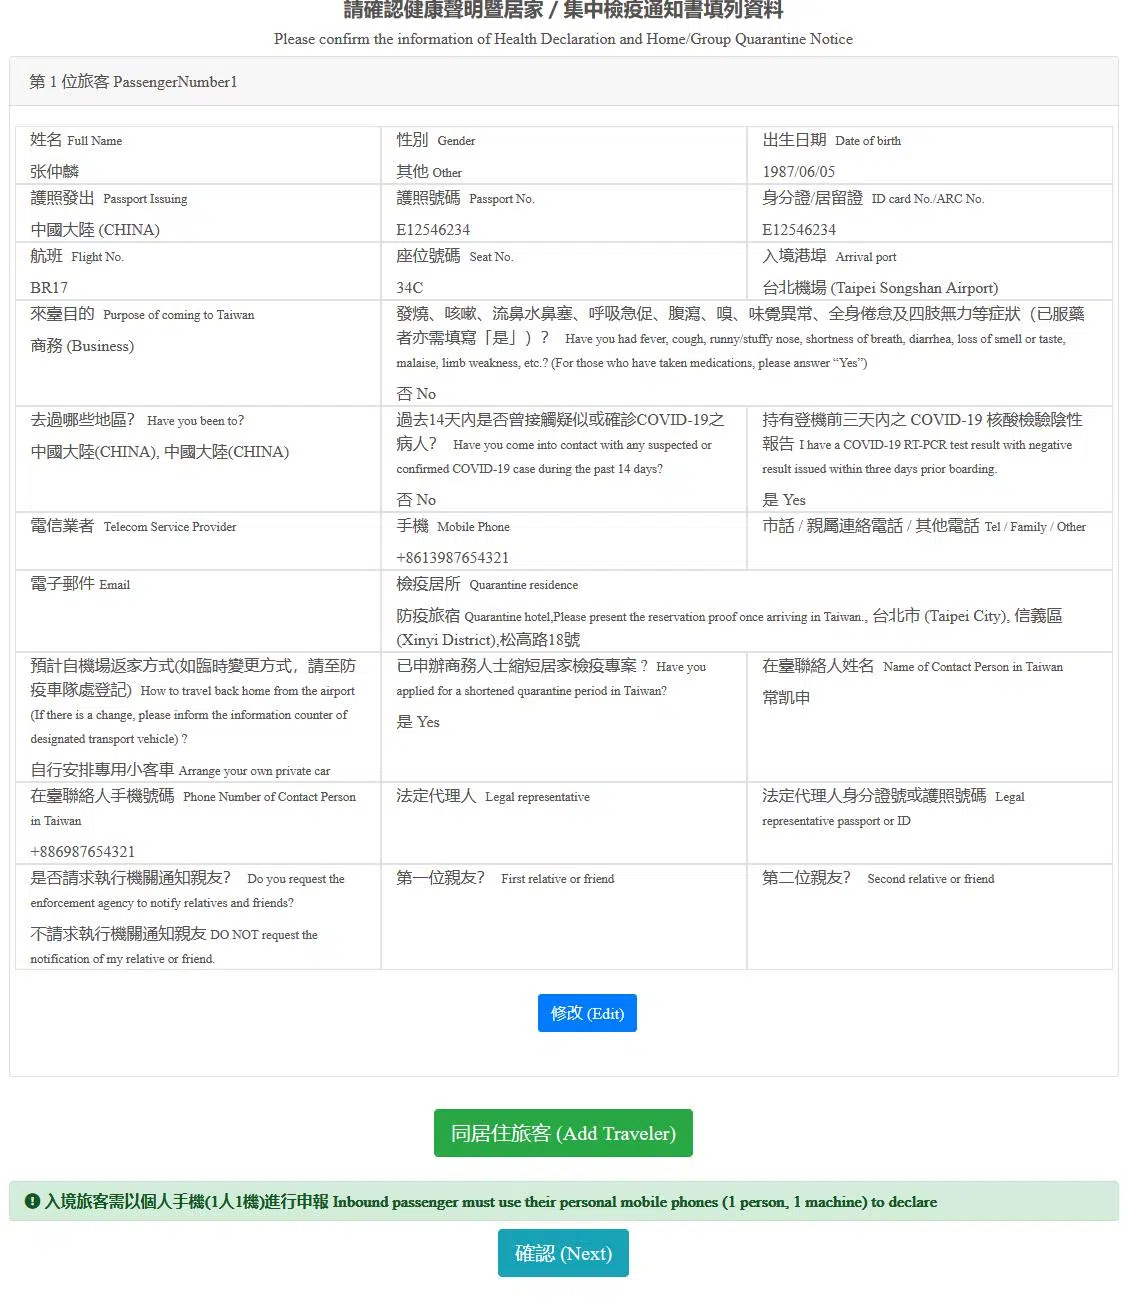 請確認健康聲明暨居家 / 集中檢疫通知書填列資料
Please confirm the information of Health Declaration and Home/Group Quarantine Notice
第 1 位旅客 PassengerNumber1
姓名 Full Name
张仲麟
性別 Gender
其他 Other
出生日期 Date of birth
1987/06/05
護照發出 Passport Issuing
中國大陸 (CHINA)
護照號碼 Passport No.
E12546234
身分證/居留證 ID card No./ARC No.
E12546234
航班 Flight No.
BR17
座位號碼 Seat No.
34C
入境港埠 Arrival port
台北機場 (Taipei Songshan Airport)
來臺目的 Purpose of coming to Taiwan
商務 (Business)
發燒、咳嗽、流鼻水鼻塞、呼吸急促、腹瀉、嗅、味覺異常、全身倦怠及四肢無力等症狀（已服藥
者亦需填寫「是」）？ Have you had fever, cough, runny/stuffy nose, shortness of breath, diarrhea, loss of smell or taste,
malaise, limb weakness, etc.? (For those who have taken medications, please answer “Yes”)
否 No
去過哪些地區？ Have you been to?
中國大陸(CHINA), 中國大陸(CHINA)
過去14天内是否曾接觸疑似或確診COVID-19之
病人？ Have you come into contact with any suspected or
confirmed COVID-19 case during the past 14 days?
否 No
持有登機前三天内之 COVID-19 核酸檢驗陰性
報告 I have a COVID-19 RT-PCR test result with negative
result issued within three days prior boarding.
是 Yes
電信業者 Telecom Service Provider
手機 Mobile Phone
+8613987654321
市話 / 親屬連絡電話 / 其他電話 Tel / Family / Other
電子郵件 Email
檢疫居所 Quarantine residence
防疫旅宿 Quarantine hotel,Please present the reservation proof once arriving in Taiwan., 台北市 (Taipei City), 信義區
(Xinyi District),松高路18號
預計自機場返家方式(如臨時變更方式，請至防
疫車隊處登記) How to travel back home from the airport
(If there is a change, please inform the information counter of
designated transport vehicle) ?
自行安排專用小客車 Arrange your own private car
已申辦商務人士縮短居家檢疫專案 ? Have you
applied for a shortened quarantine period in Taiwan?
是 Yes
在臺聯絡人姓名 Name of Contact Person in Taiwan
常凯申
在臺聯絡人手機號碼 Phone Number of Contact Person
in Taiwan
+886987654321
法定代理人 Legal representative
法定代理人身分證號或護照號碼 Legal
representative passport or ID
是否請求執行機關通知親友？ Do you request the
enforcement agency to notify relatives and friends?
不請求執行機關通知親友 DO NOT request the
notification of my relative or friend.
第一位親友？ First relative or friend
第二位親友？ Second relative or friend
修改 (Edit)
同居住旅客 (Add Traveler)
入境旅客需以個人手機(1人1機)進行申報 Inbound passenger must use their personal mobile phones (1 person, 1 machine) to declare
確認 (Next)